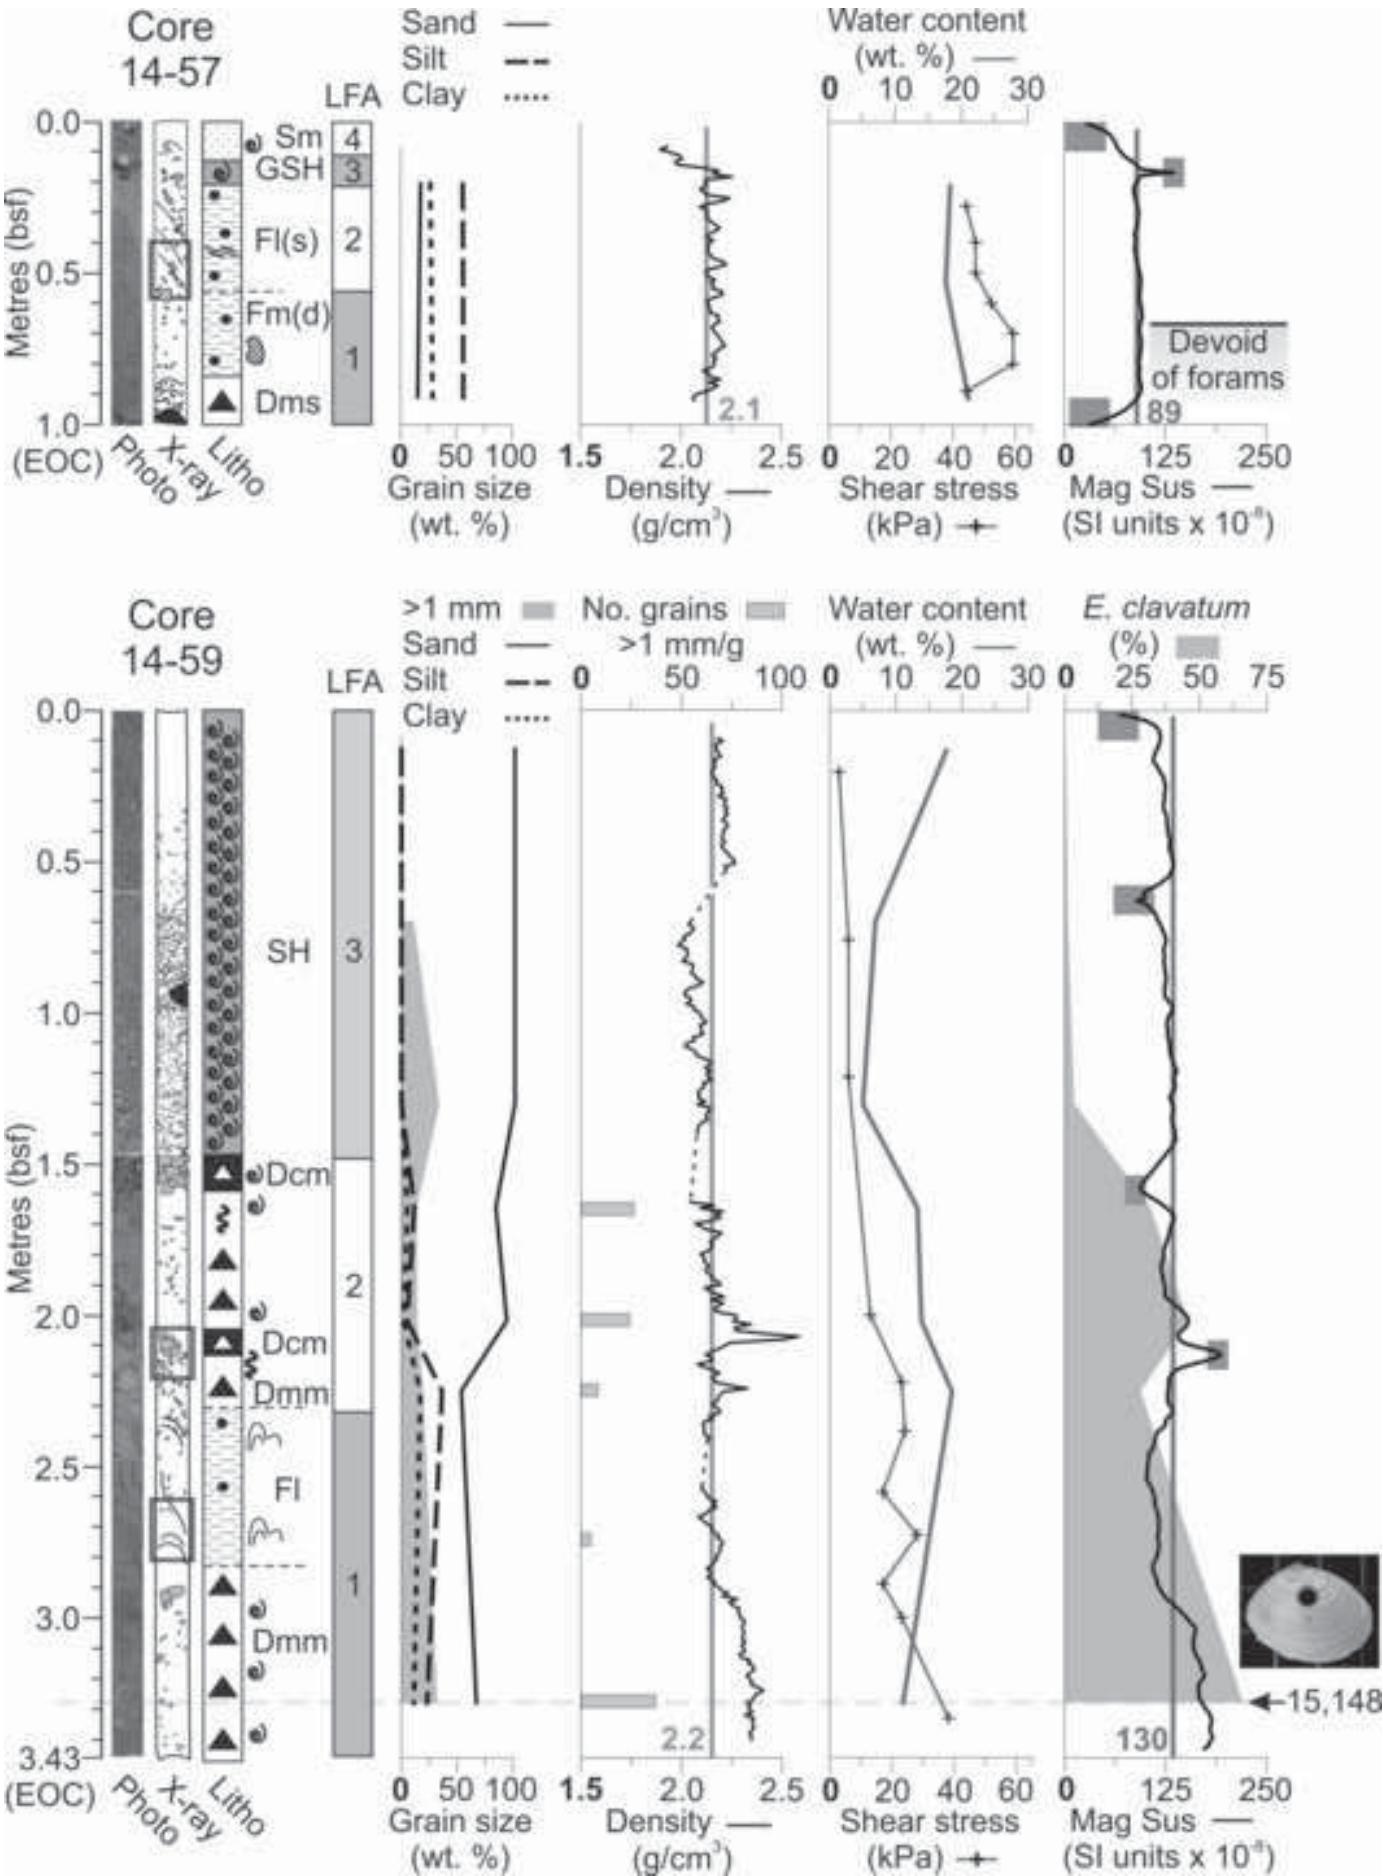 Core
14-57
LFA
Sand
Silt
Clay
Water content
(wt. %)
0 10 20 30
Metres (bsf)
0.0
0.5
1.0
(EOC)
Sm
GSH
Fl(s)
Fm(d)
Dms
4
3
2
1
2.1
Devoid
of forams
89
Photo
X-ray
Litho
0 50 100
Grain size
(wt. %)
1.5 2.0 2.5
Density
(g/cm³)
0 20 40 60
Shear stress
(kPa)
0 125 250
Mag Sus
(SI units x 10⁻⁸)
Core
14-59
LFA
>1 mm
Sand
Silt
Clay
No. grains
>1 mm/g
0 50 100
Water content
(wt. %)
0 10 20 30
E. clavatum
(%)
0 25 50 75
Metres (bsf)
0.0
0.5
1.0
1.5
2.0
2.5
3.0
3.43
(EOC)
SH
Dcm
Dcm
Dmm
Fl
Dmm
3
2
1
2.2
130
15,148
Photo
X-ray
Litho
0 50 100
Grain size
(wt. %)
1.5 2.0 2.5
Density
(g/cm³)
0 20 40 60
Shear stress
(kPa)
0 125 250
Mag Sus
(SI units x 10⁻⁸)